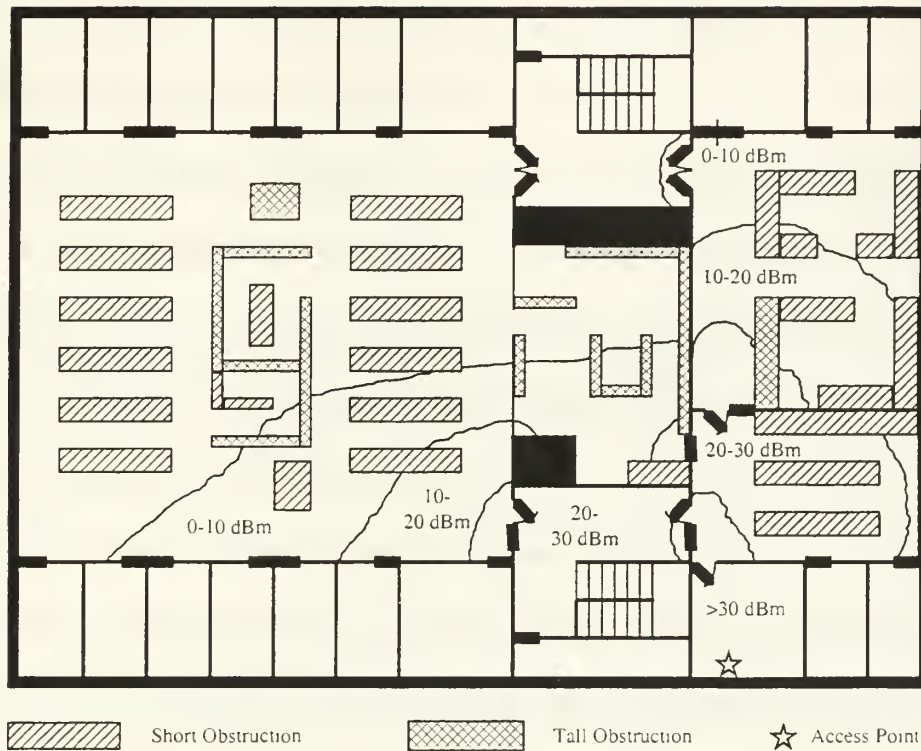 0-10 dBm
10-20 dBm
20-30 dBm
10-
20 dBm
0-10 dBm
20-
30 dBm
>30 dBm
Short Obstruction
Tall Obstruction
Access Point